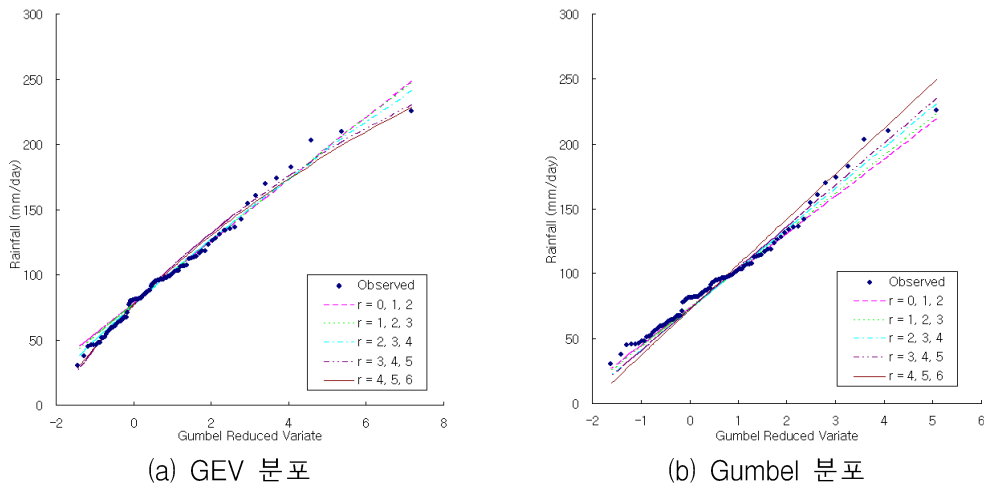 300
250
200
150
100
50
0
Rainfall (mm/day)
-2
0
2
4
6
8
Gumbel Reduced Variate
Observed
r = 0, 1, 2
r = 1, 2, 3
r = 2, 3, 4
r = 3, 4, 5
r = 4, 5, 6
(a) GEV 분포
300
250
200
150
100
50
0
Rainfall (mm/day)
-2
-1
0
1
2
3
4
5
6
Gumbel Reduced Variate
Observed
r = 0, 1, 2
r = 1, 2, 3
r = 2, 3, 4
r = 3, 4, 5
r = 4, 5, 6
(b) Gumbel 분포